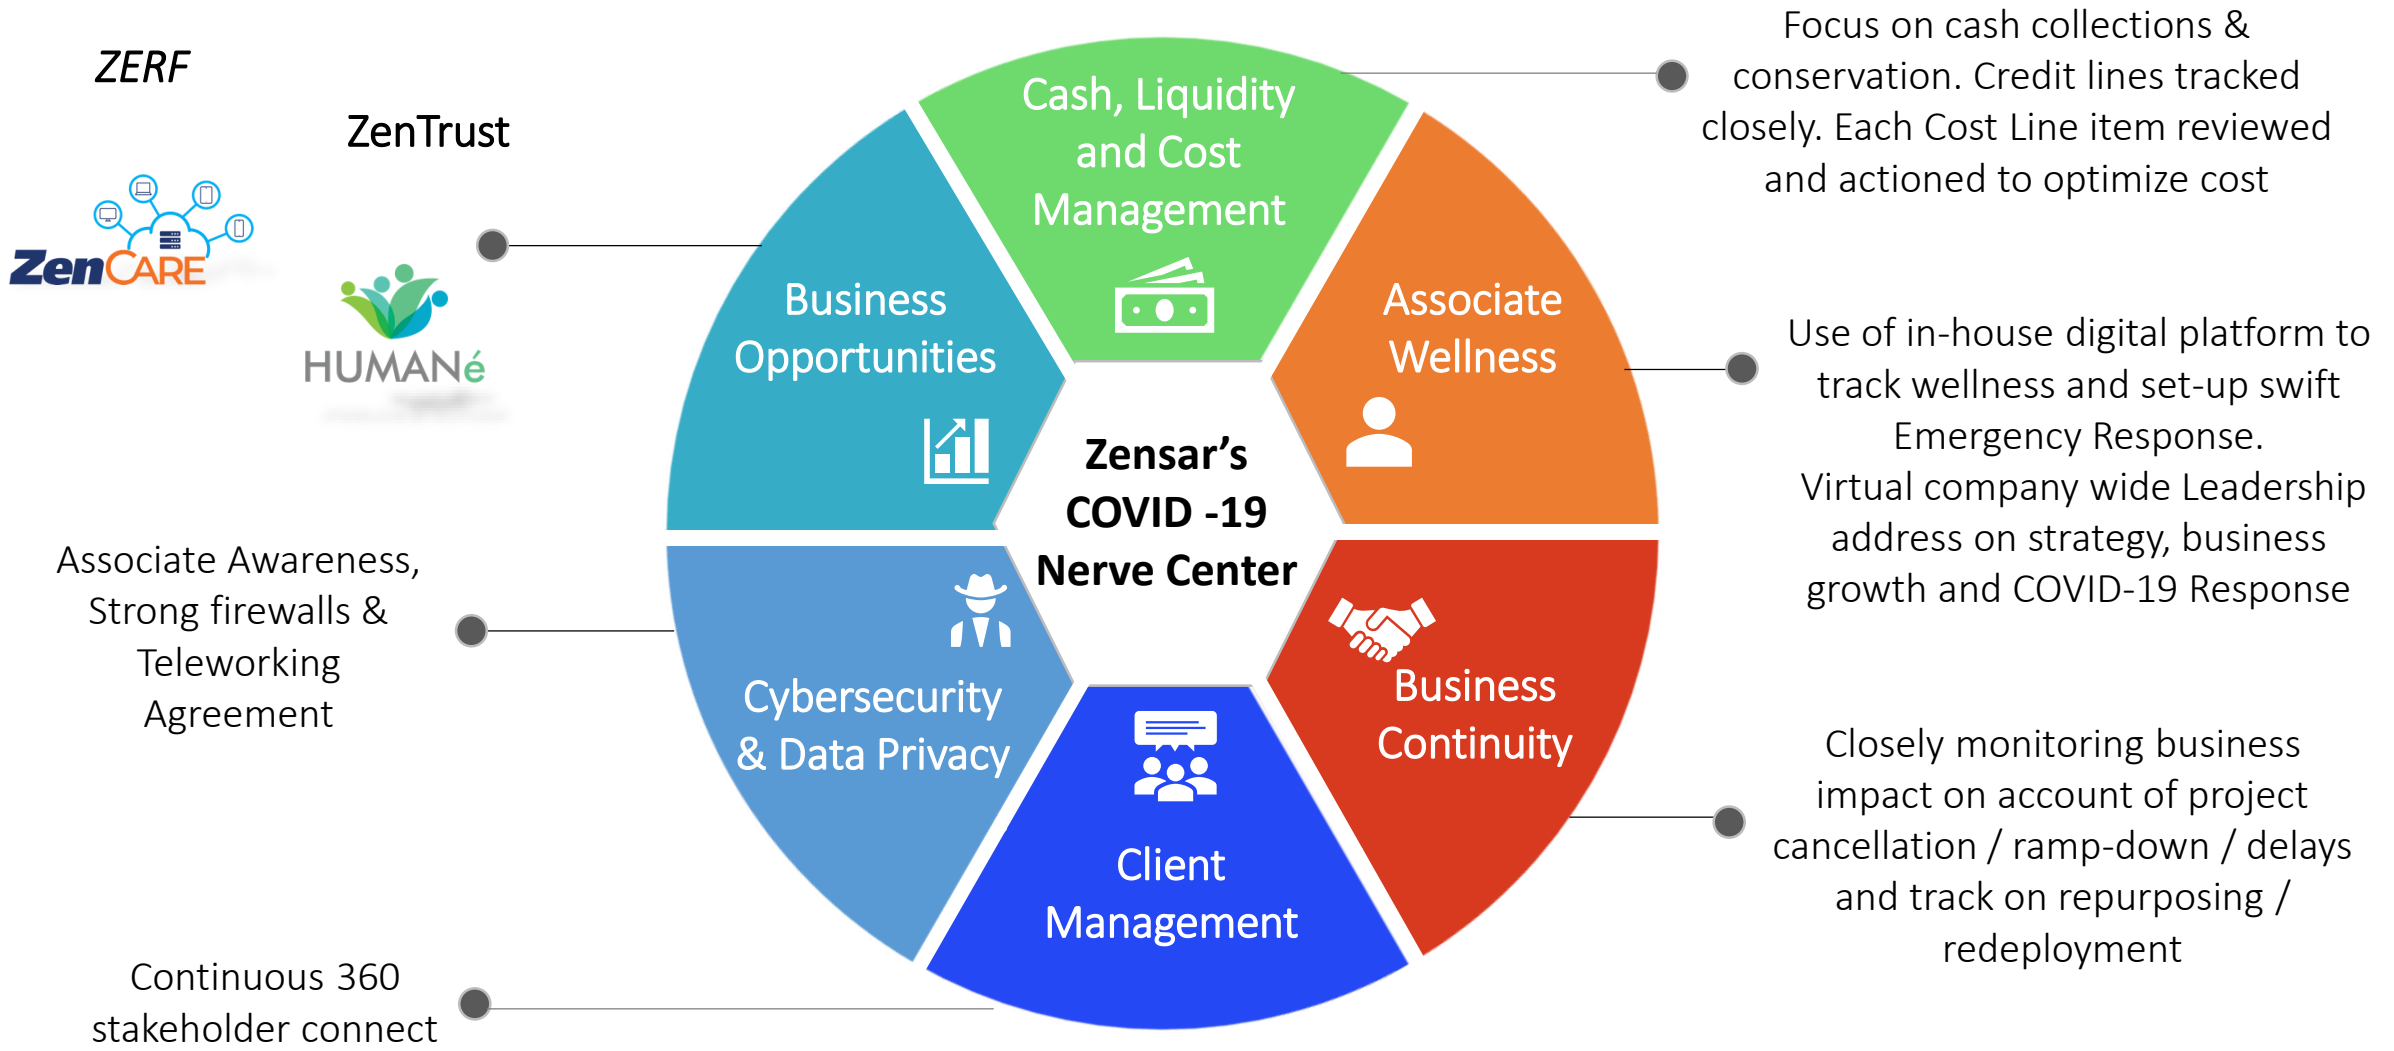 ZERF
ZenTrust
ZenCARE
HUMANé
Cash, Liquidity
and Cost
Management
Focus on cash collections &
conservation. Credit lines tracked
closely. Each Cost Line item reviewed
and actioned to optimize cost
Business
Opportunities
Associate
Wellness
Use of in-house digital platform to
track wellness and set-up swift
Emergency Response.
Virtual company wide Leadership
address on strategy, business
growth and COVID-19 Response
Zensar’s
COVID -19
Nerve Center
Associate Awareness,
Strong firewalls &
Teleworking
Agreement
Cybersecurity
& Data Privacy
Business
Continuity
Closely monitoring business
impact on account of project
cancellation / ramp-down / delays
and track on repurposing /
redeployment
Client
Management
Continuous 360
stakeholder connect